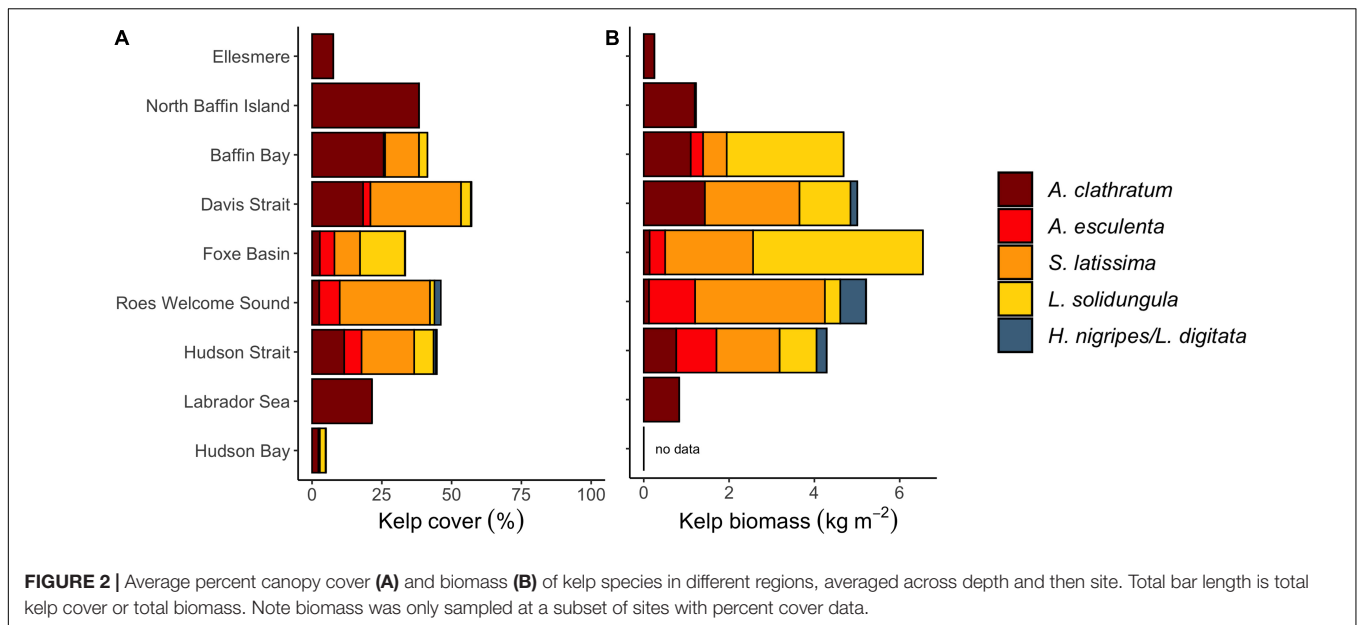 A
B
Ellesmere
North Baffin Island
Baffin Bay
Davis Strait
Foxe Basin
Roes Welcome Sound
Hudson Strait
Labrador Sea
Hudson Bay
no data
0 25 50 75 100
Kelp cover (%)
0 2 4 6
Kelp biomass (kg m⁻²)
A. clathratum
A. esculenta
S. latissima
L. solidungula
H. nigripes/L. digitata
FIGURE 2 | Average percent canopy cover (A) and biomass (B) of kelp species in different regions, averaged across depth and then site. Total bar length is total
kelp cover or total biomass. Note biomass was only sampled at a subset of sites with percent cover data.